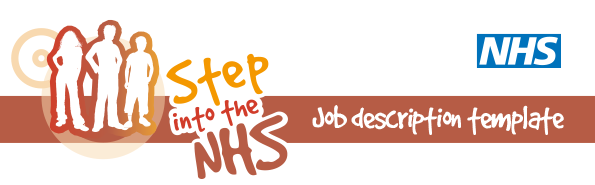 NHS
Step
into the
NHS
Job description template